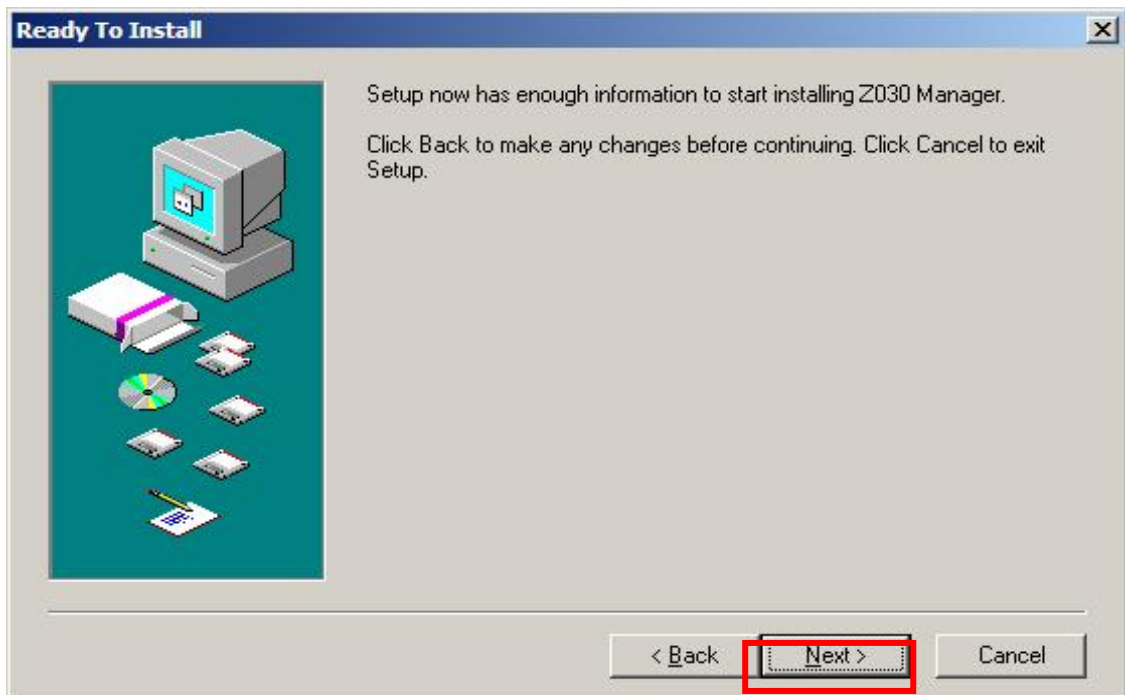 Ready To Install
Setup now has enough information to start installing Z030 Manager.
Click Back to make any changes before continuing. Click Cancel to exit
Setup.
< Back
Next >
Cancel